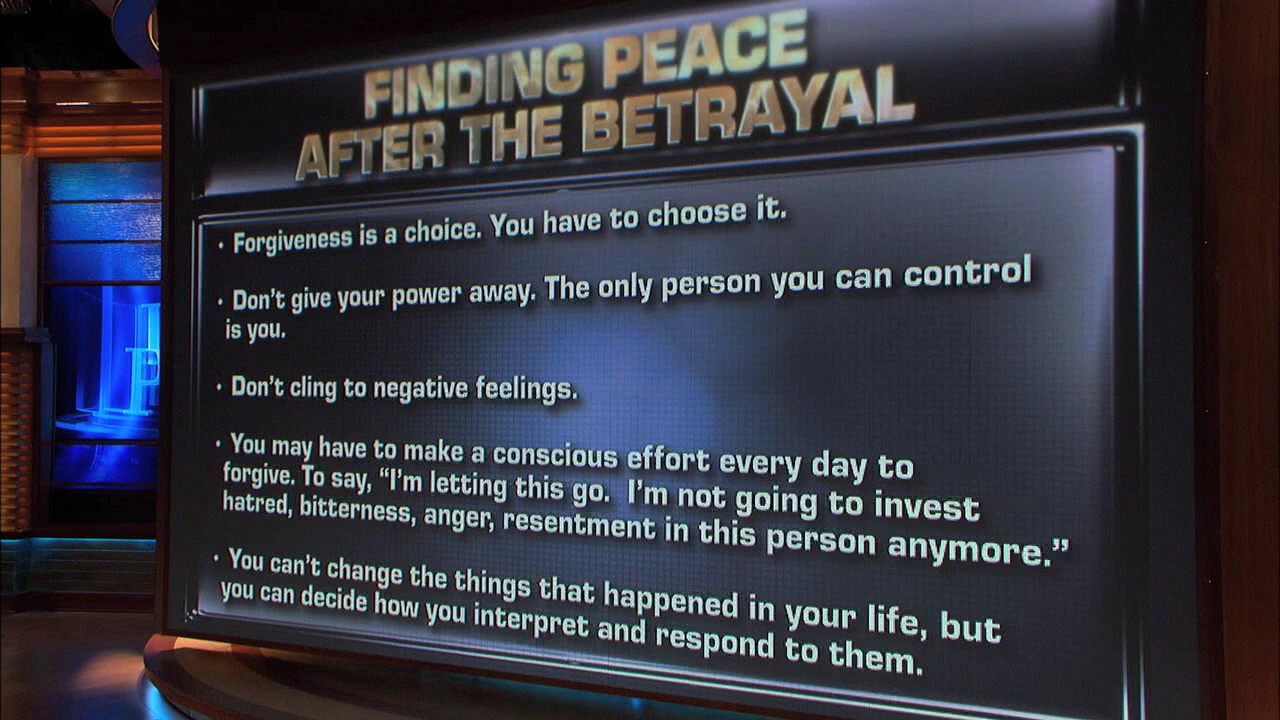 FINDING PEACE
AFTER THE BETRAYAL
• Forgiveness is a choice. You have to choose it.
• Don't give your power away. The only person you can control
is you.
• Don't cling to negative feelings.
• You may have to make a conscious effort every day to
forgive. To say, “I'm letting this go.  I'm not going to invest
hatred, bitterness, anger, resentment in this person anymore.”
• You can't change the things that happened in your life, but
you can decide how you interpret and respond to them.
P